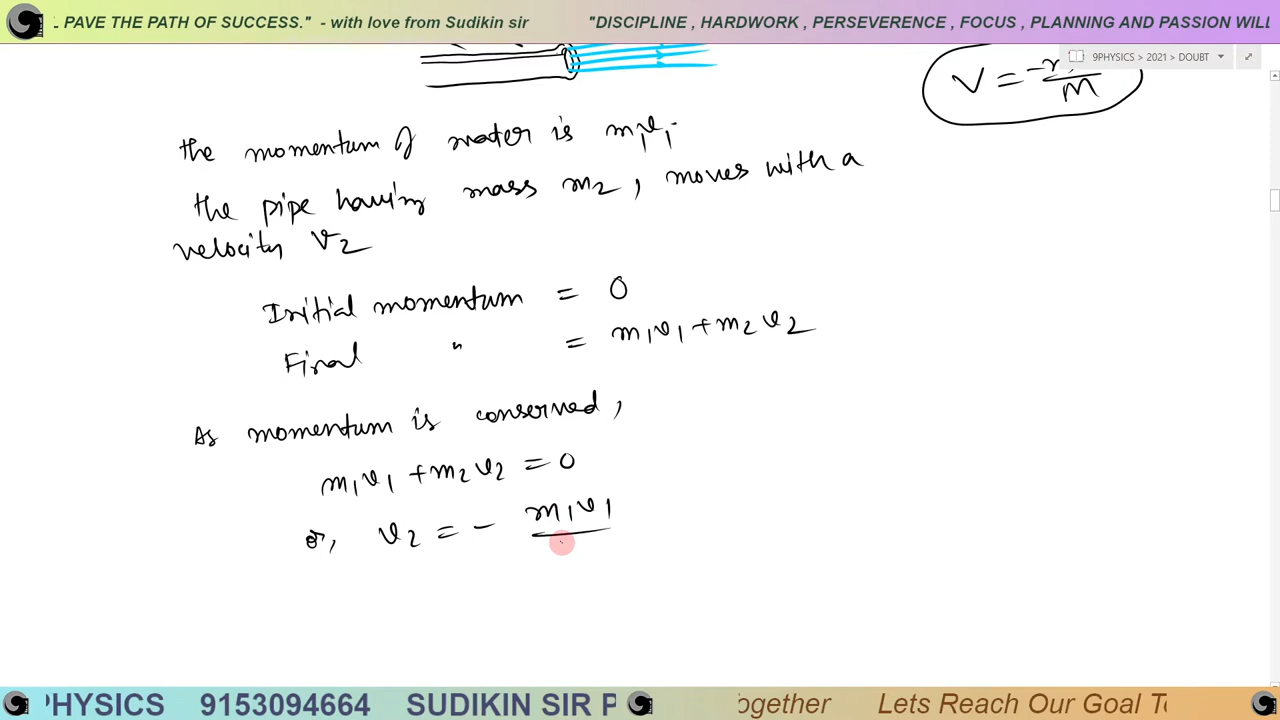 L PAVE THE PATH OF SUCCESS." - with love from Sudikin sir "DISCIPLINE , HARDWORK , PERSEVERENCE , FOCUS , PLANNING AND PASSION WILL
9PHYSICS > 2021 > DOUBT
V = - / M
the momentum of water is m₁v₁.
the pipe having mass m₂, moves with a
velocity v₂
Initial momentum = 0
Final " = m₁v₁ + m₂v₂
As momentum is conserved,
m₁v₁ + m₂v₂ = 0
or, v₂ = - m₁v₁
PHYSICS 9153094664 SUDIKIN SIR P ogether Lets Reach Our Goal To